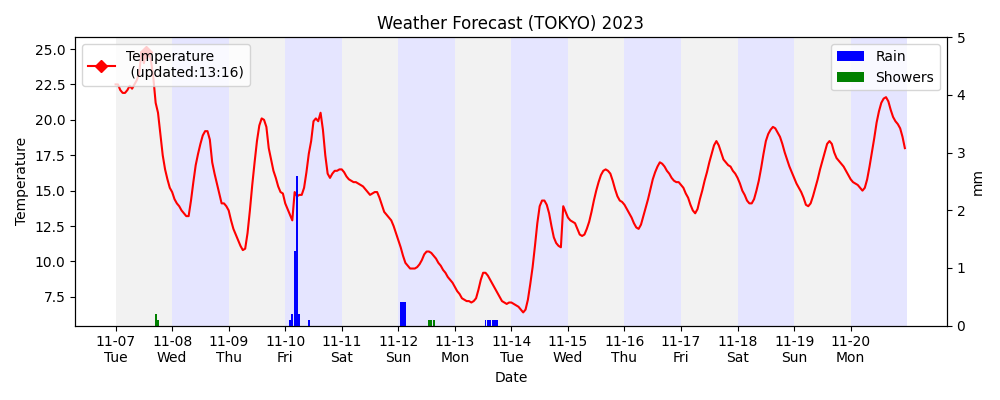 Weather Forecast (TOKYO) 2023
Temperature
(updated:13:16)
Rain
Showers
25.0
22.5
20.0
17.5
15.0
12.5
10.0
7.5
Temperature
5
4
3
2
1
0
mm
11-07 11-08 11-09 11-10 11-11 11-12 11-13 11-14 11-15 11-16 11-17 11-18 11-19 11-20
Tue Wed Thu Fri Sat Sun Mon Tue Wed Thu Fri Sat Sun Mon
Date